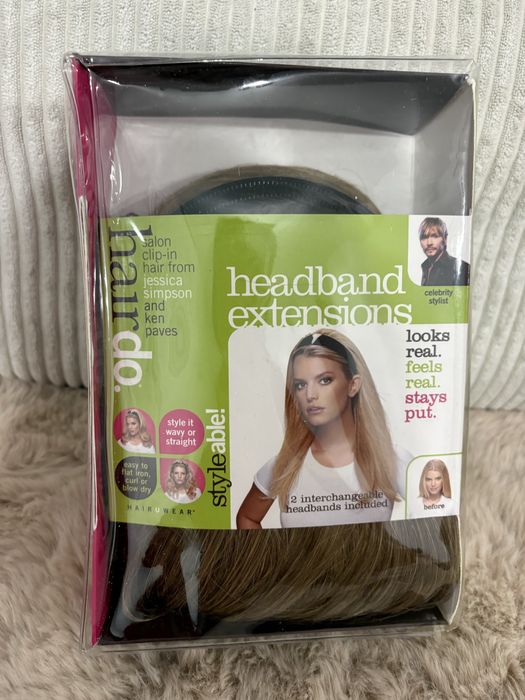 hairdo.
salon
clip-in
hair from
jessica
simpson
and
ken
paves
headband
extensions
celebrity
stylist
looks
real.
feels
real.
stays
put.
styleable!
style it
wavy or
straight
easy to
flat iron,
curl or
blow dry
HAIRUWEAR®
2 interchangeable
headbands included
before